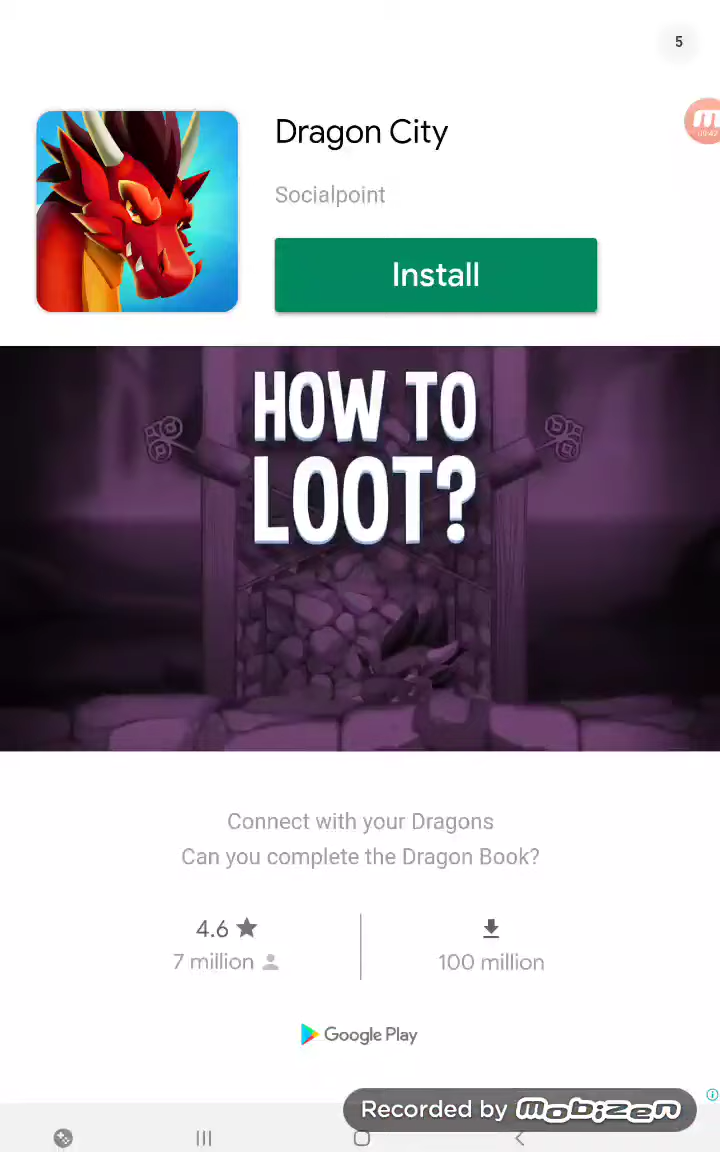 5
Dragon City
Socialpoint
Install
HOW TO
LOOT?
Connect with your Dragons
Can you complete the Dragon Book?
4.6 ★
7 million
100 million
Google Play
Recorded by mobizen